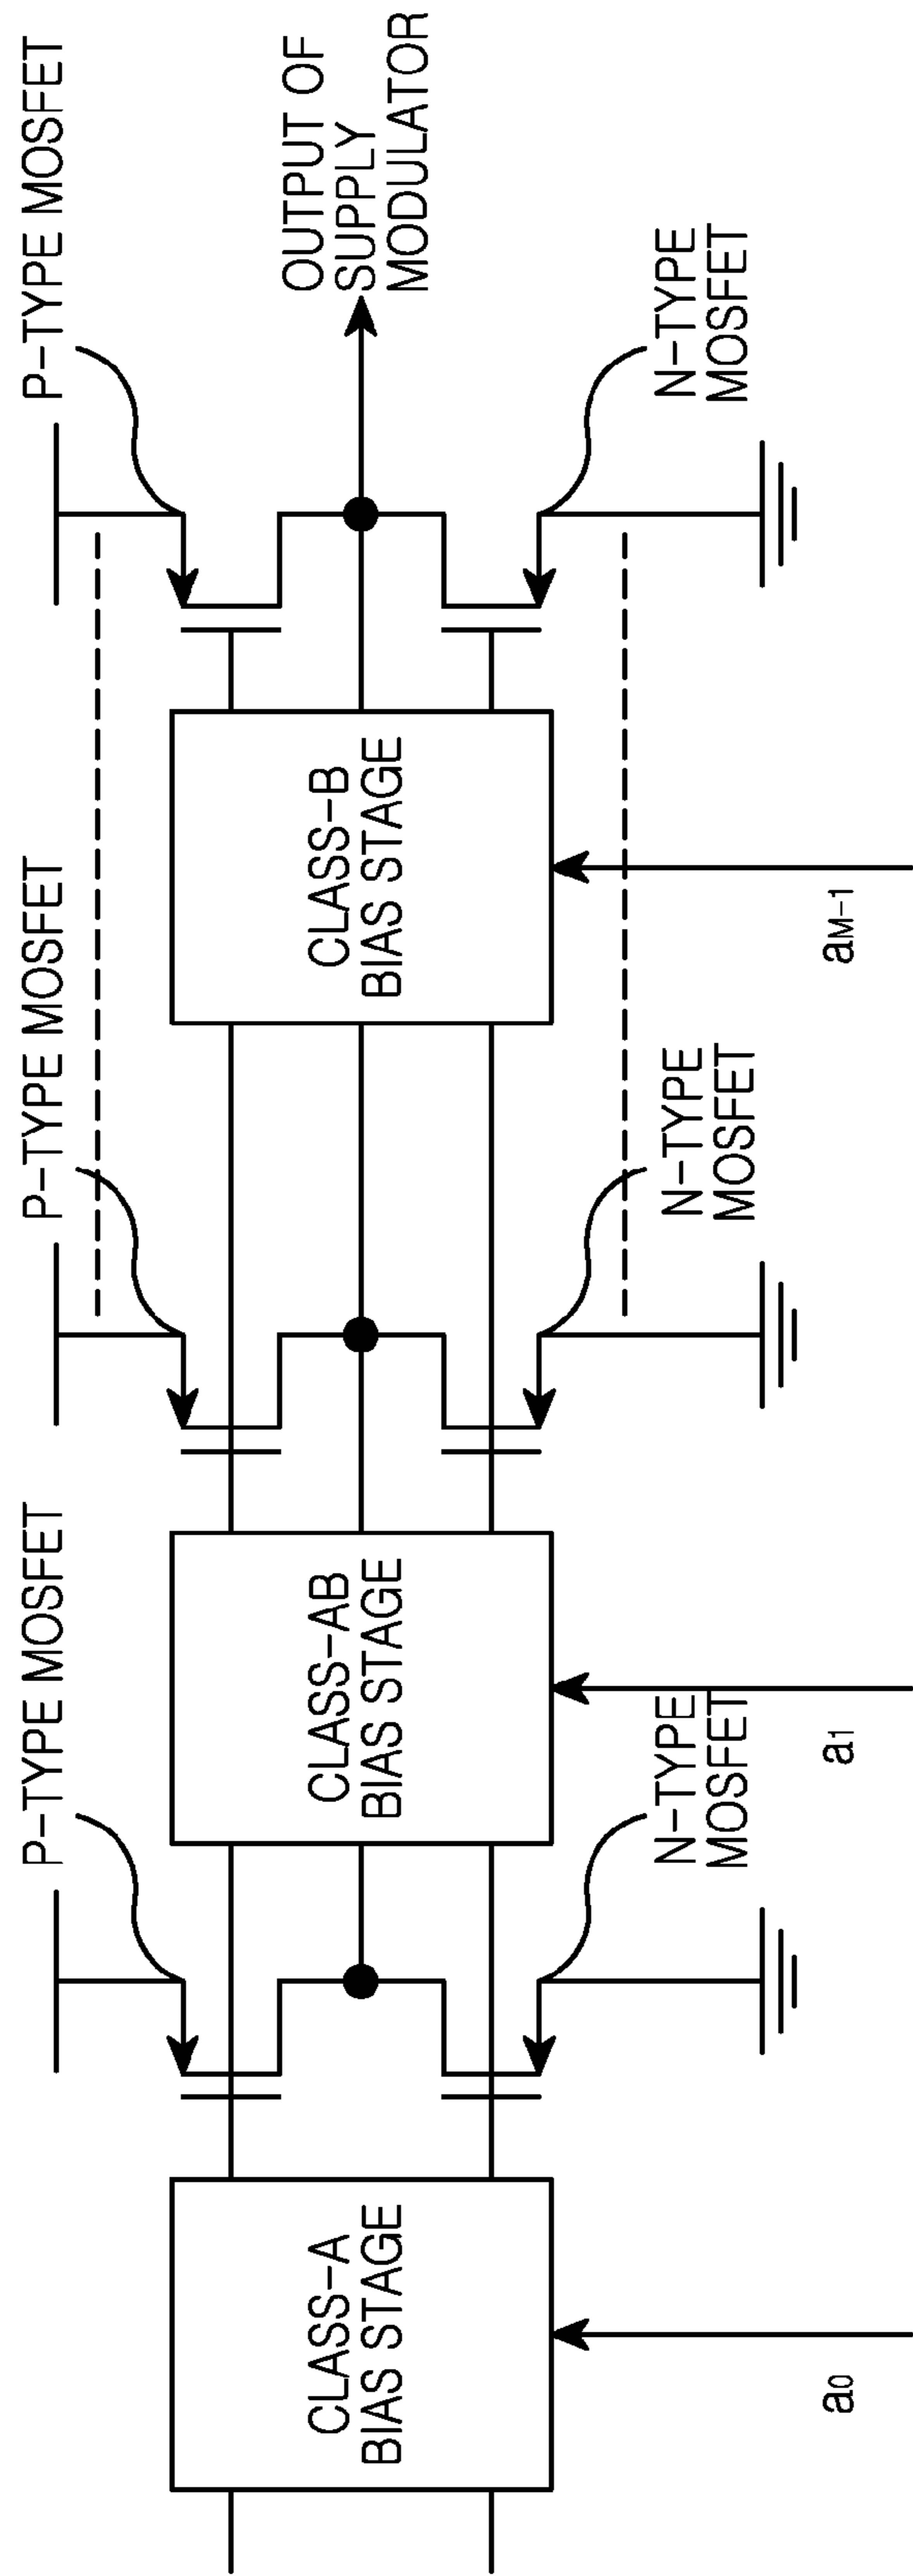 P-TYPE MOSFET
P-TYPE MOSFET
P-TYPE MOSFET
OUTPUT OF
SUPPLY
MODULATOR
CLASS-A
BIAS STAGE
CLASS-AB
BIAS STAGE
CLASS-B
BIAS STAGE
N-TYPE
MOSFET
N-TYPE
MOSFET
N-TYPE
MOSFET
a0
a1
aM-1